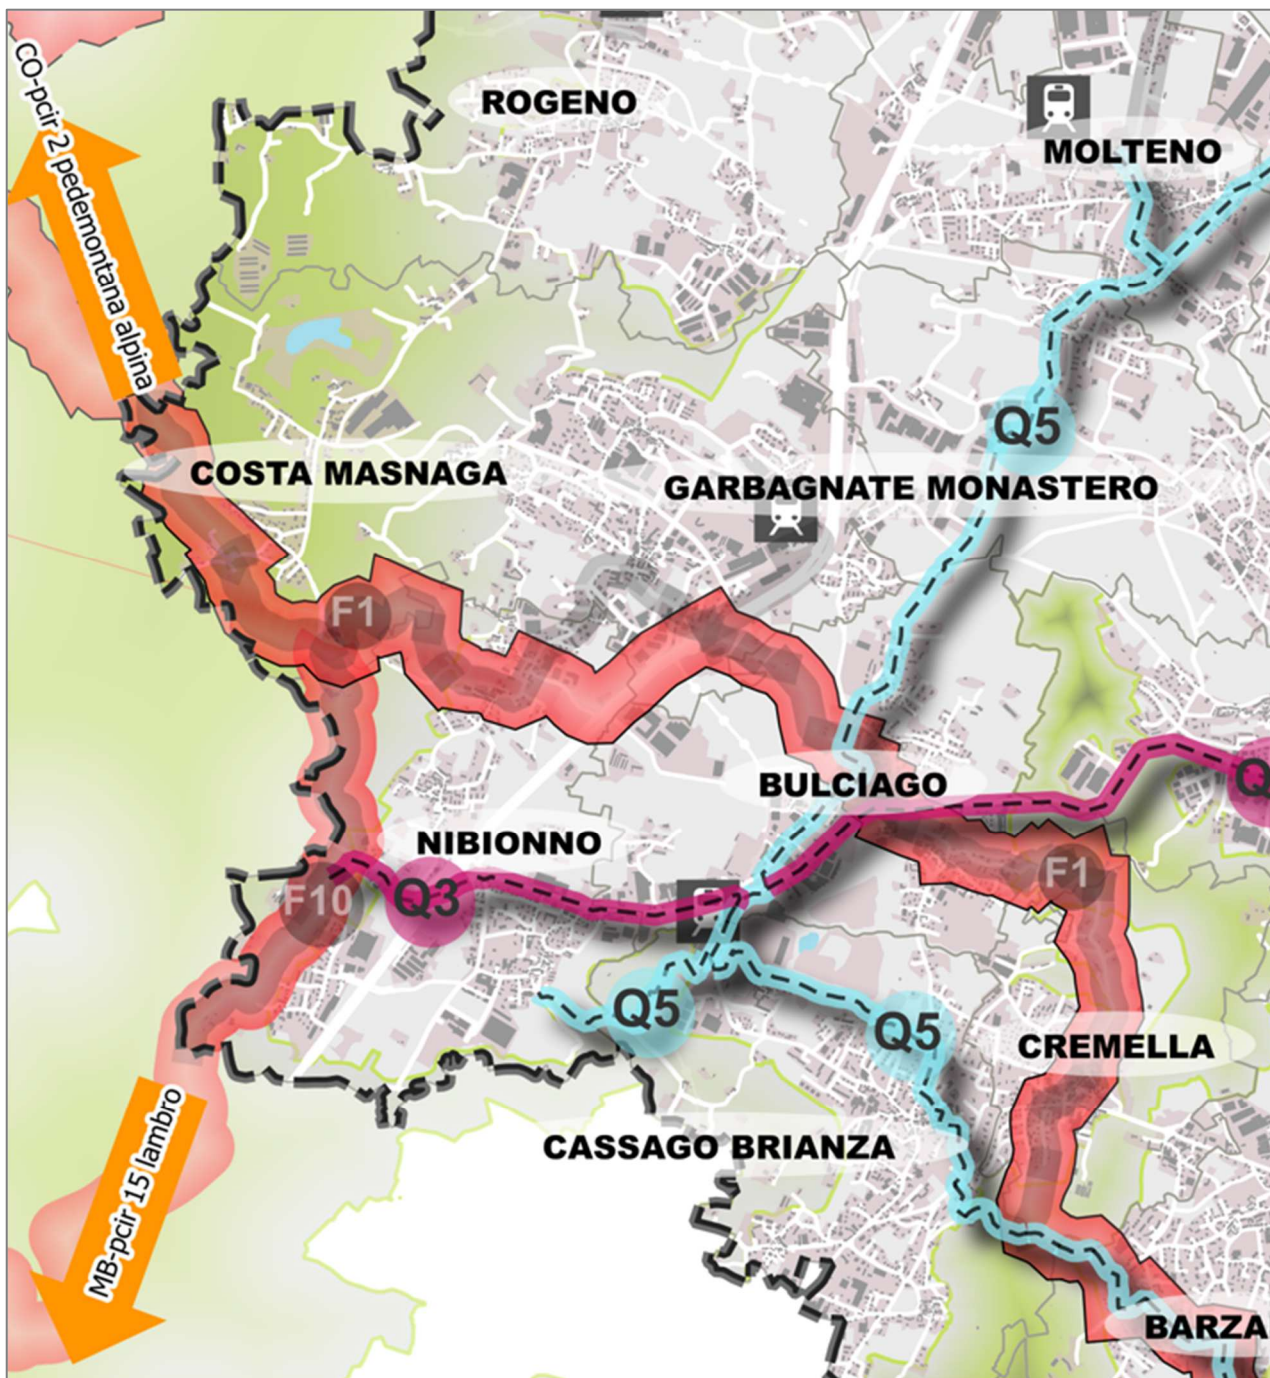 CO-pcir 2 pedemontana alpina
ROGENO
MOLTENO
Q5
COSTA MASNAGA
GARBAGNATE MONASTERO
F1
BULCIAGO
Q
NIBIONNO
F1
F10
Q3
Q5
Q5
CREMELLA
CASSAGO BRIANZA
MB-pcir 15 lambro
BARZA